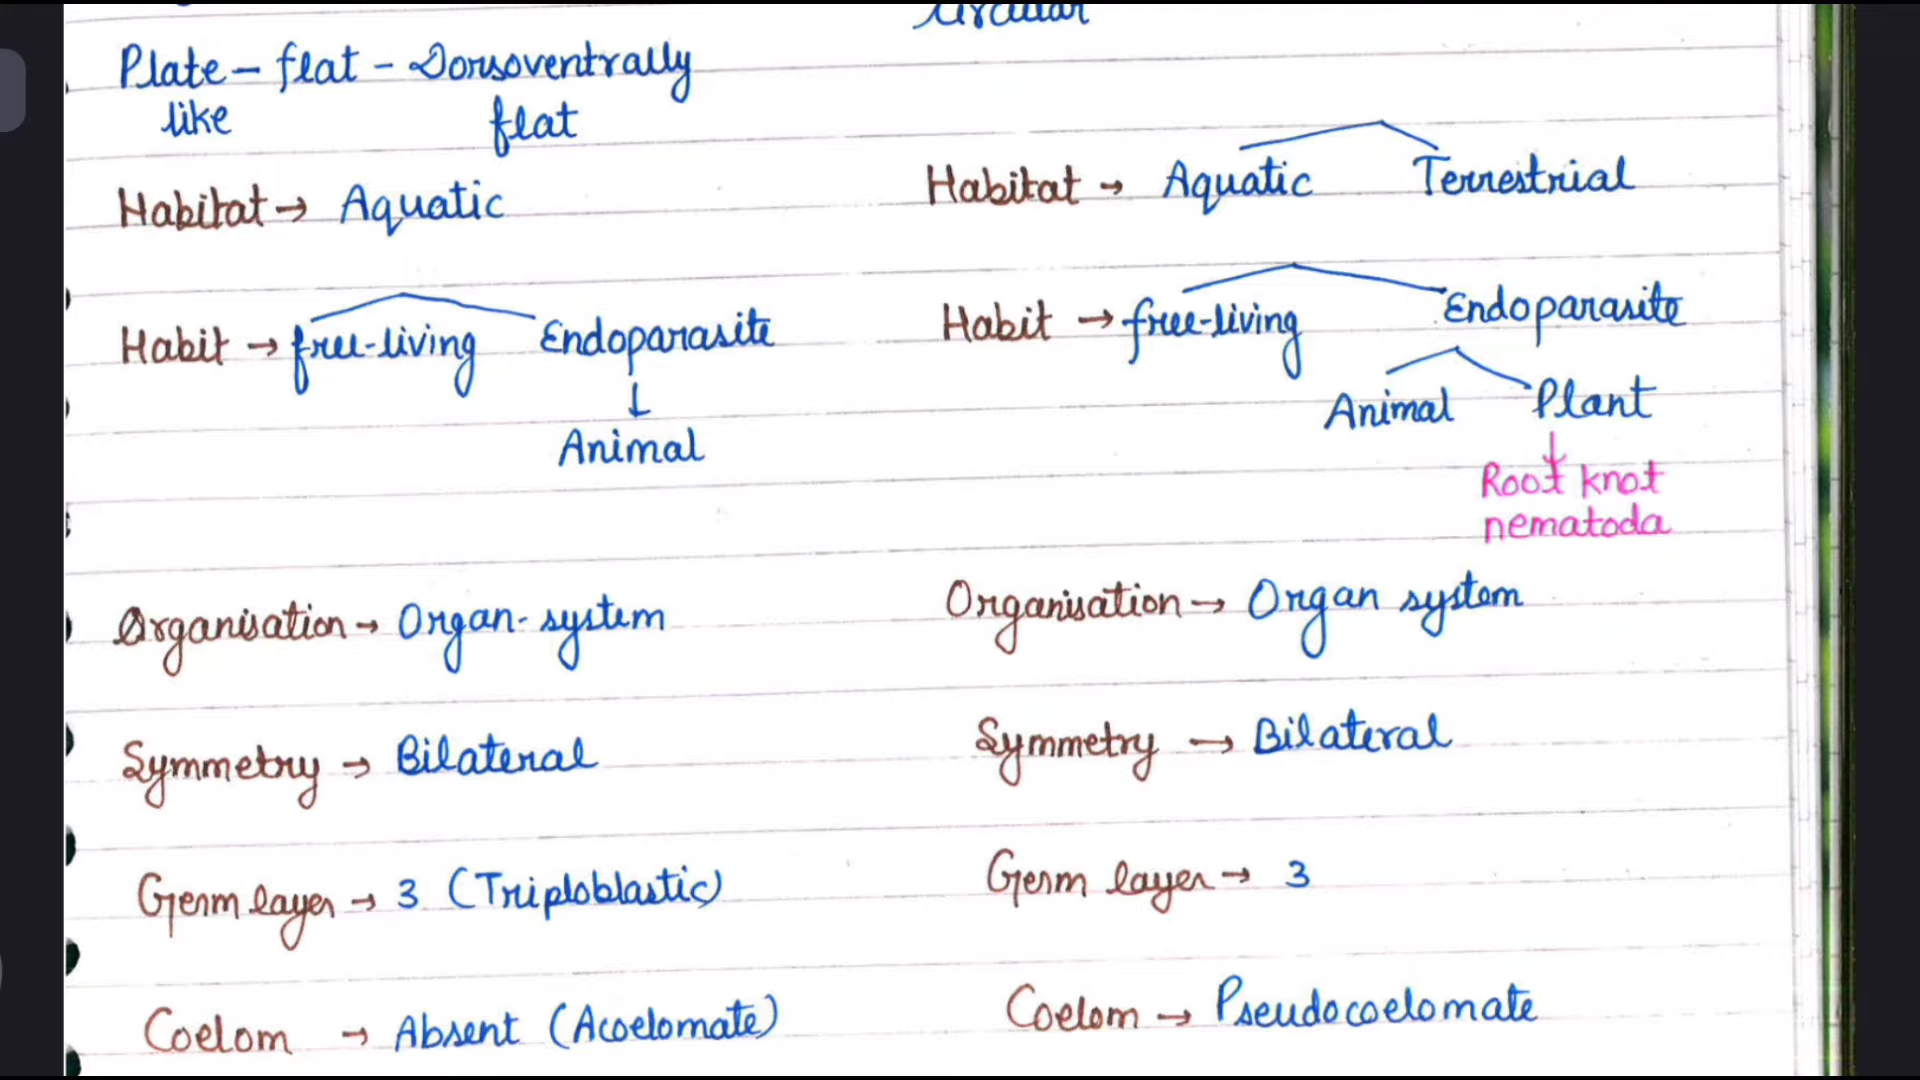 Circular
Plate - flat - Dorsoventrally
like flat
Habitat → Aquatic
Habit → free-living Endoparasite
↓
Animal
Organisation → Organ-system
Symmetry → Bilateral
Germ layer → 3 (Triploblastic)
Coelom → Absent (Acoelomate)
Habitat → Aquatic Terrestrial
Habit → free-living Endoparasite
Animal Plant
↓
Root knot
nematoda
Organisation → Organ system
Symmetry → Bilateral
Germ layer → 3
Coelom → Pseudocoelomate